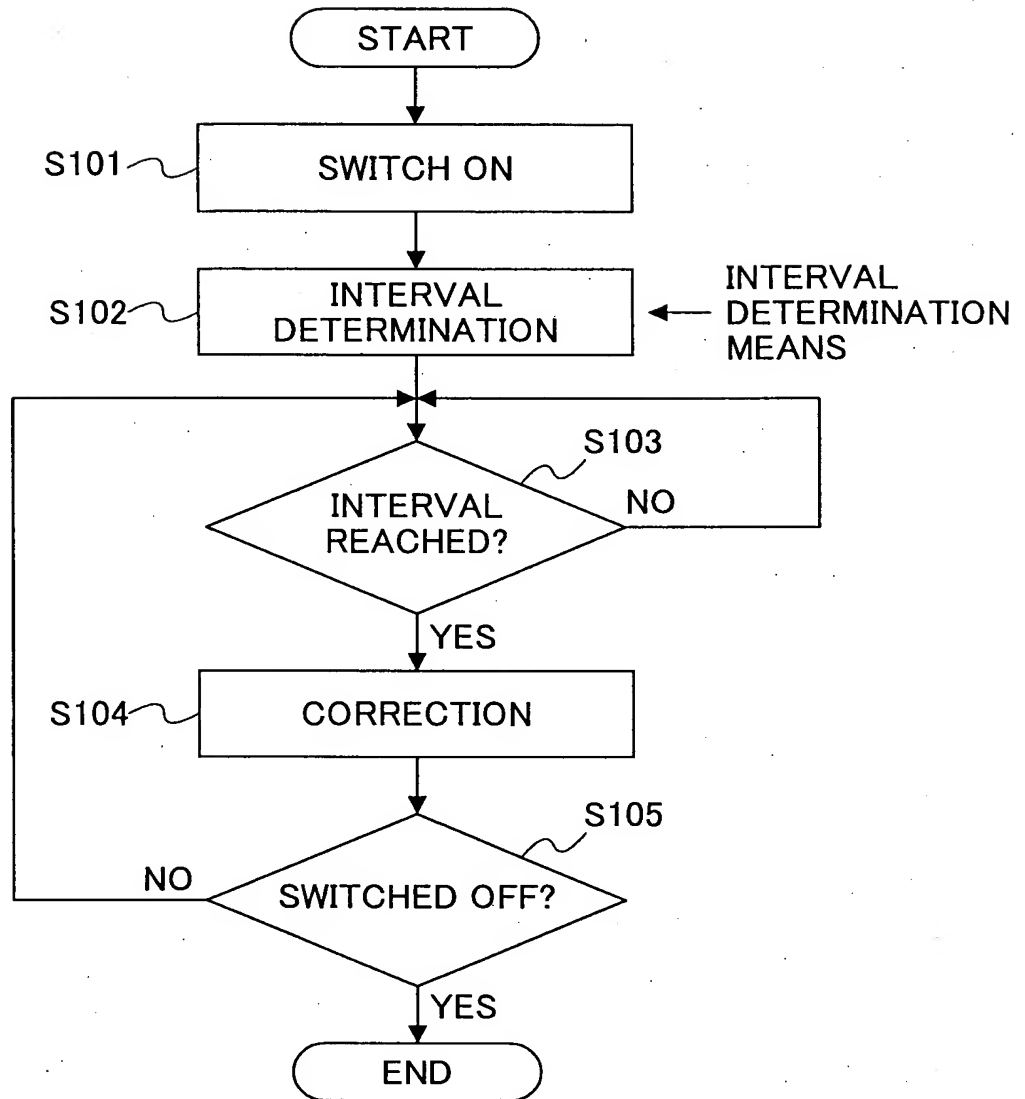 START
S101
SWITCH ON
S102
INTERVAL
DETERMINATION
INTERVAL
DETERMINATION
MEANS
S103
INTERVAL
REACHED?
NO
YES
S104
CORRECTION
S105
NO
SWITCHED OFF?
YES
END